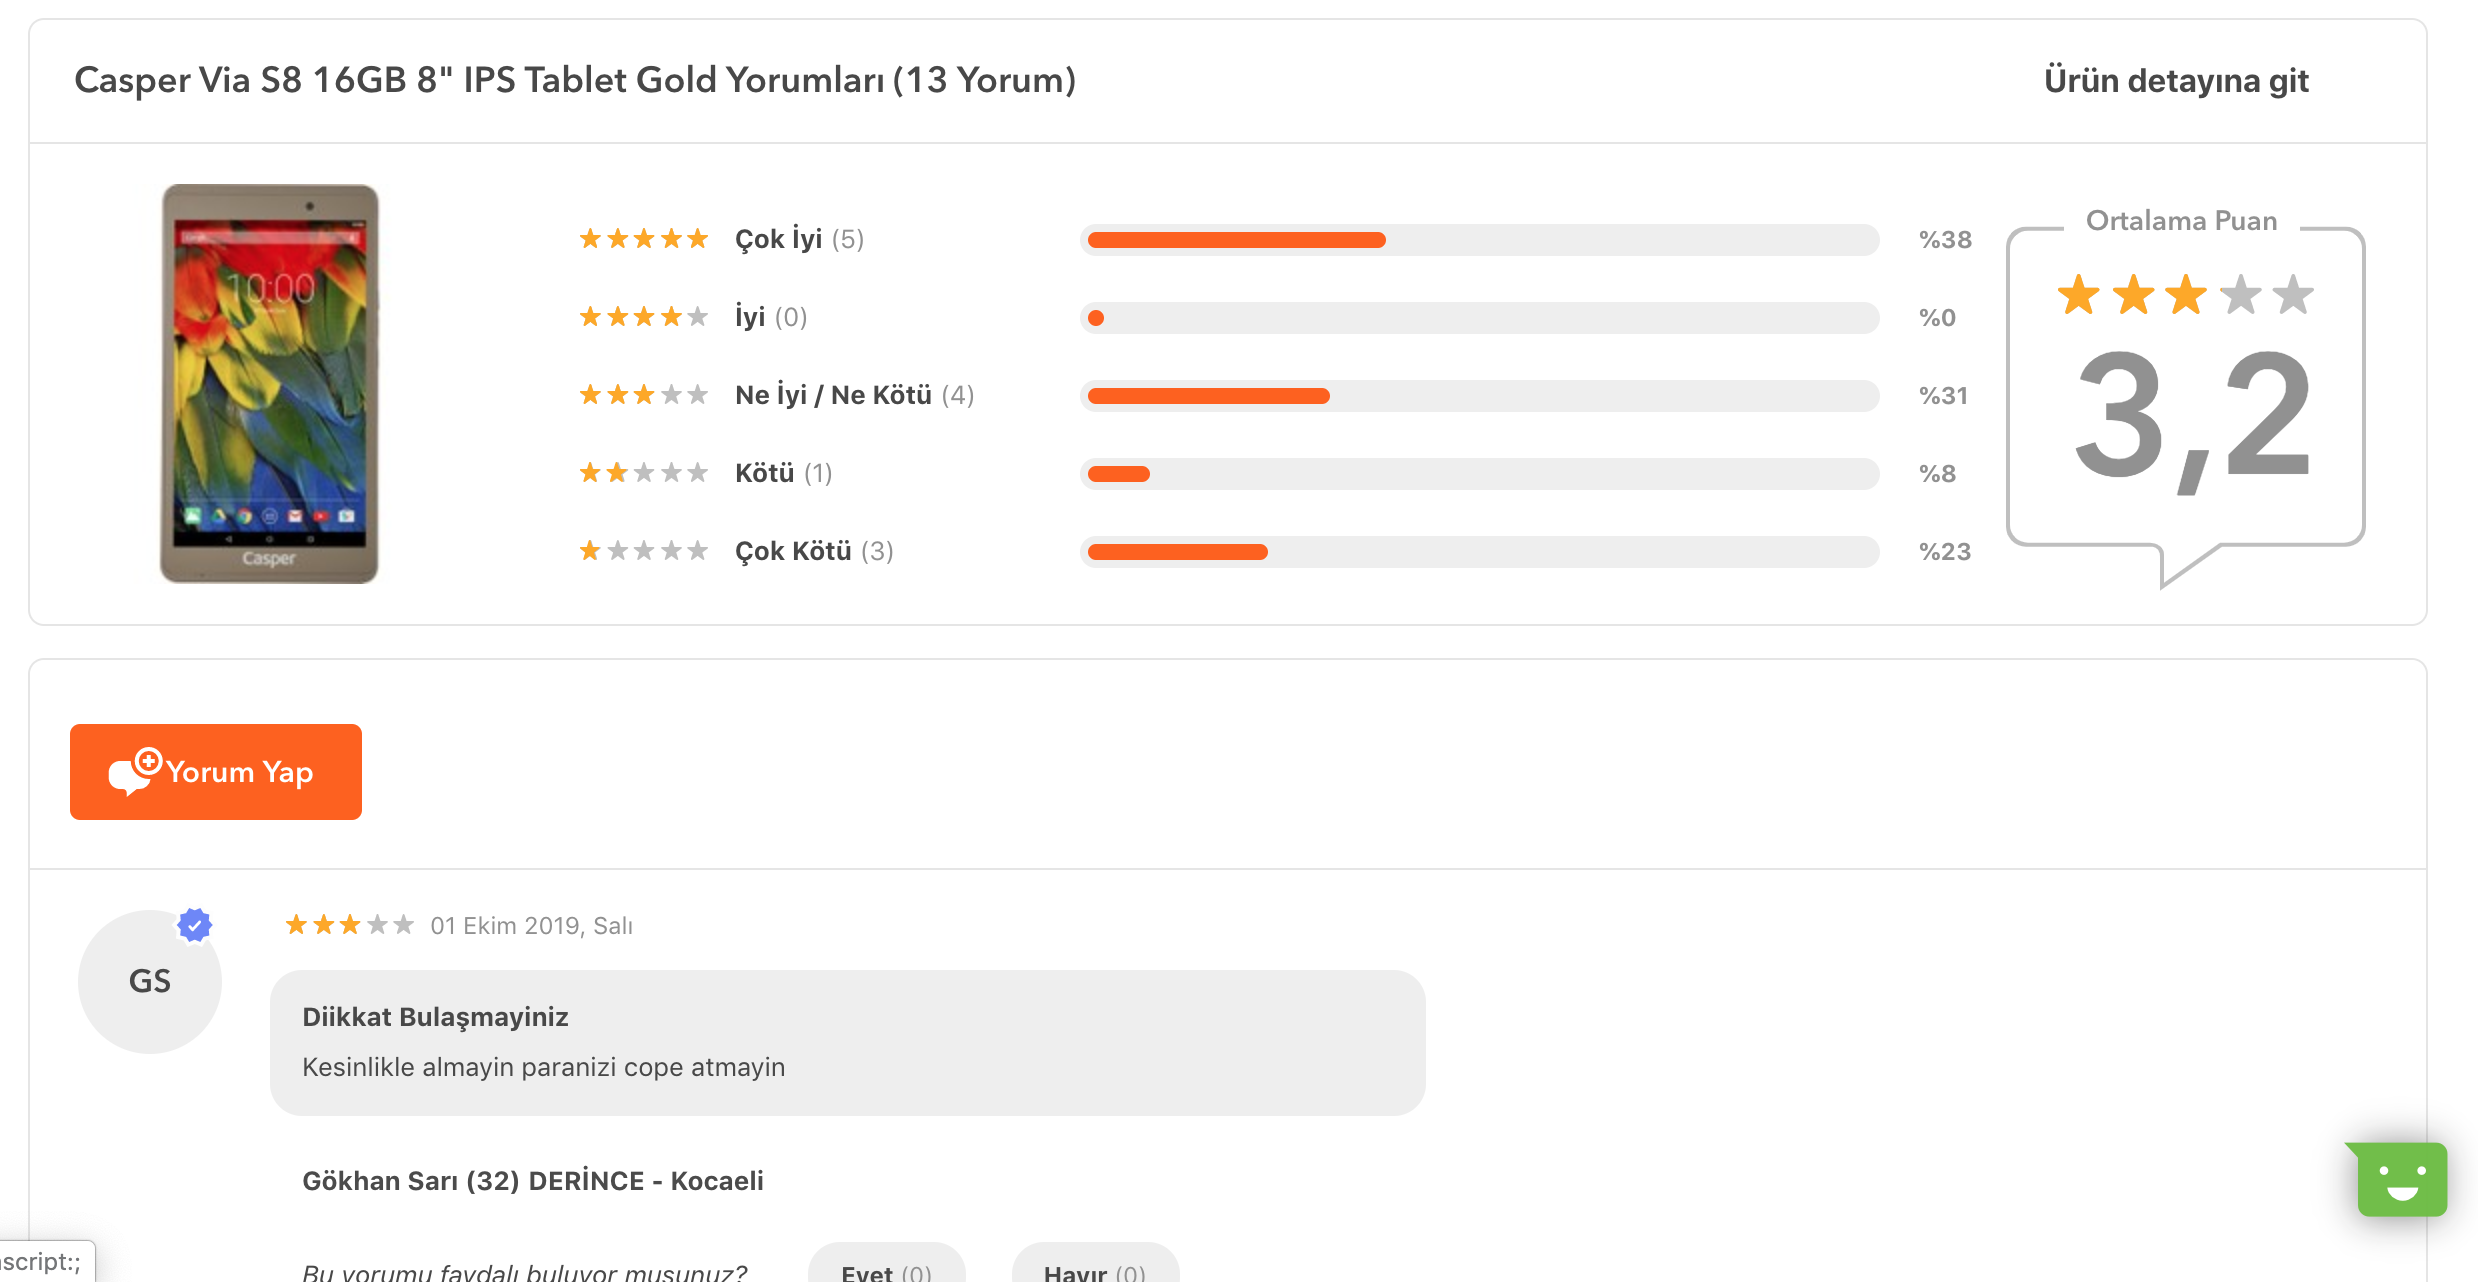 Casper Via S8 16GB 8" IPS Tablet Gold Yorumları (13 Yorum)
Ürün detayına git
10:00
Casper
Çok İyi (5)
%38
İyi (0)
%0
Ne İyi / Ne Kötü (4)
%31
Kötü (1)
%8
Çok Kötü (3)
%23
Ortalama Puan
3,2
Yorum Yap
GS
01 Ekim 2019, Salı
Diikkat Bulaşmayiniz
Kesinlikle almayin paranizi cope atmayin
Gökhan Sarı (32) DERİNCE - Kocaeli
Bu yorumu faydalı buluyor musunuz?
Evet (0)
Hayır (0)
script:;